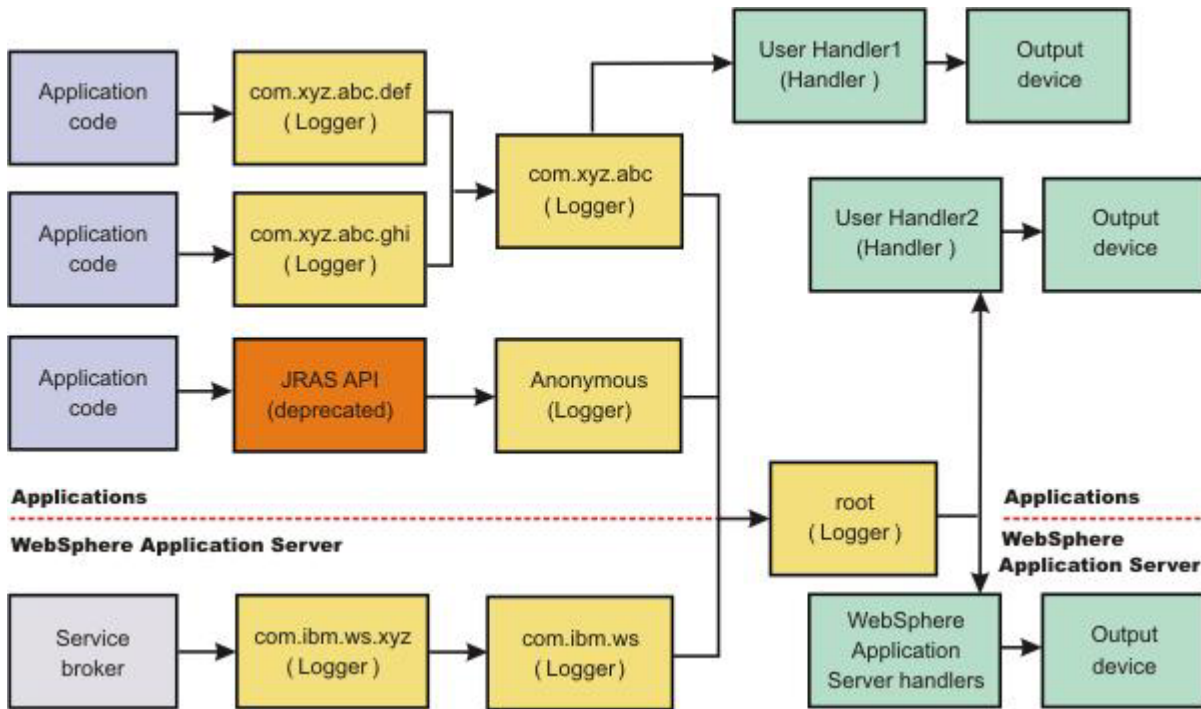 Application
code
com.xyz.abc.def
( Logger )
User Handler1
(Handler )
Output
device
com.xyz.abc
( Logger )
Application
code
com.xyz.abc.ghi
( Logger )
User Handler2
(Handler )
Output
device
Application
code
JRAS API
(deprecated)
Anonymous
(Logger)
Applications
WebSphere Application Server
root
( Logger )
Applications
WebSphere
Application Server
Service
broker
com.ibm.ws.xyz
( Logger )
com.ibm.ws
( Logger )
WebSphere
Application
Server handlers
Output
device